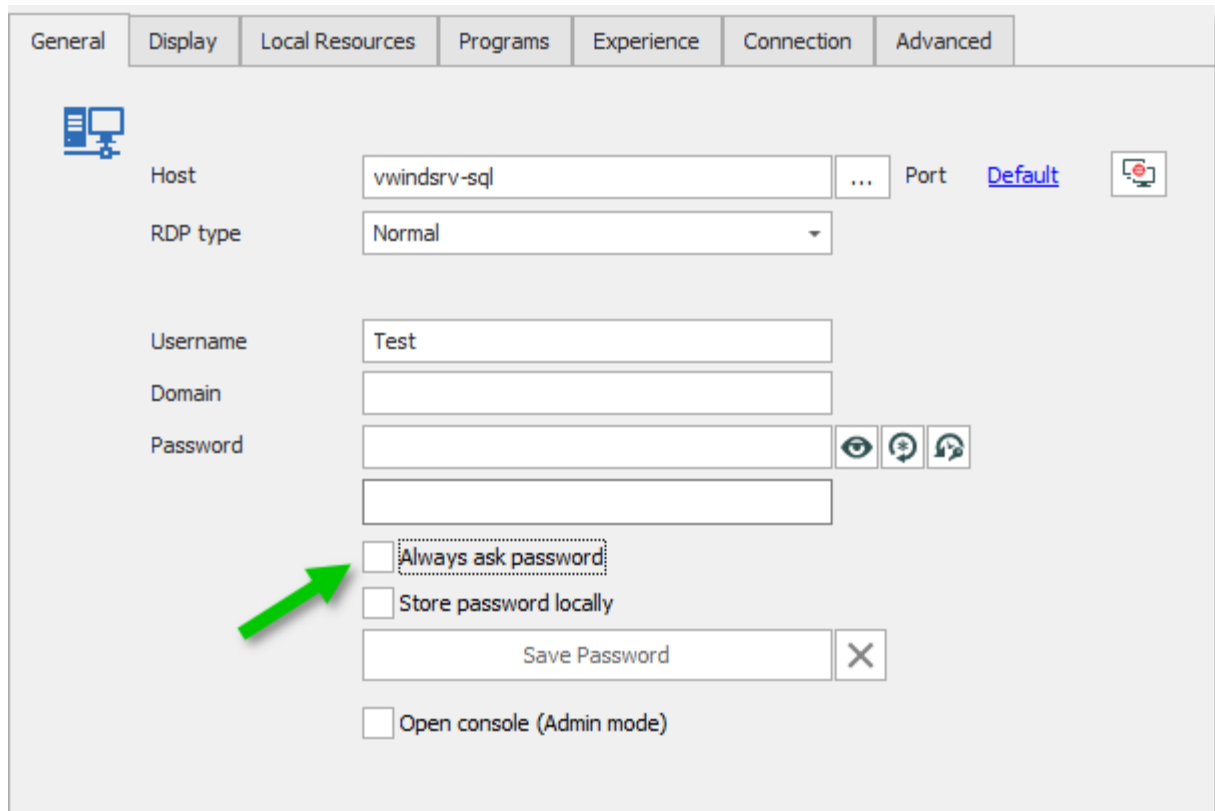 General Display Local Resources Programs Experience Connection Advanced
Host vwindsrv-sql ... Port Default
RDP type Normal
Username Test
Domain
Password
Always ask password
Store password locally
Save Password
Open console (Admin mode)